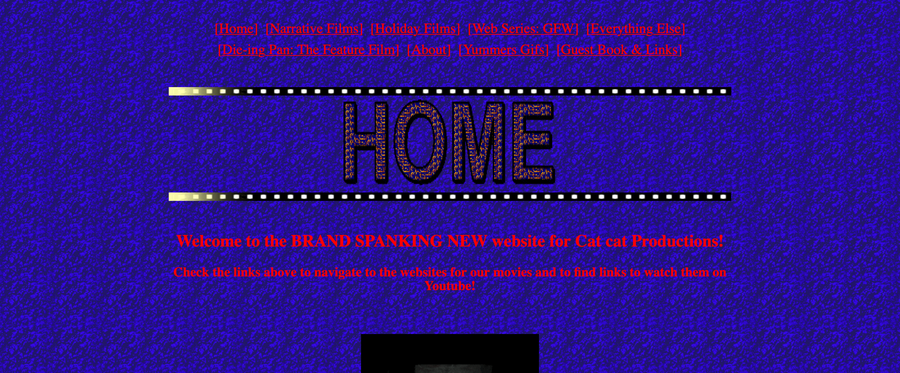 [Home] [Narrative Films] [Holiday Films] [Web Series: GFW] [Everything Else]
[Die-ing Pan: The Feature Film] [About] [Yummers Gifs] [Guest Book & Links]
HOME
Welcome to the BRAND SPANKING NEW website for Cat cat Productions!
Check the links above to navigate to the websites for our movies and to find links to watch them on
Youtube!